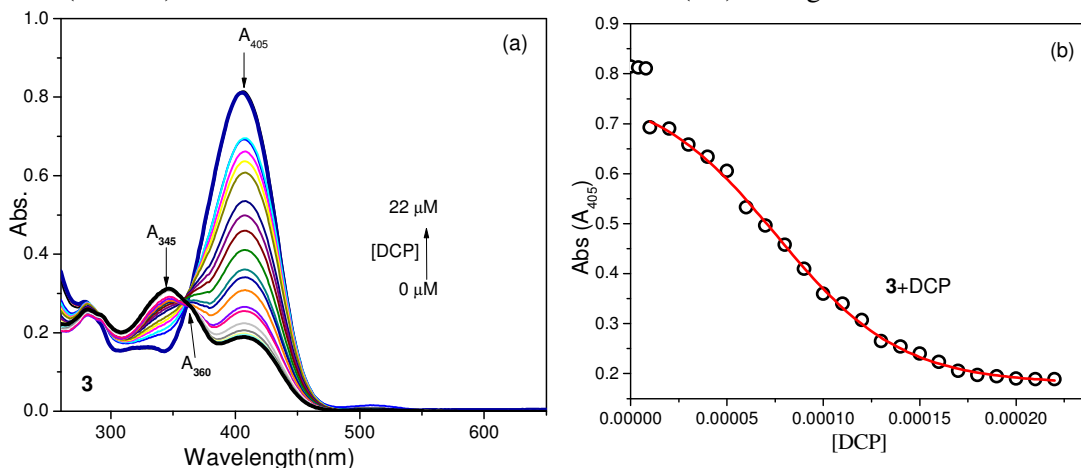 (a)
A405
A345
A360
22 μM
[DCP]
0 μM
3
Abs.
1.0
0.8
0.6
0.4
0.2
0.0
300 400 500 600
Wavelength(nm)
(b)
3+DCP
Abs (A405)
0.9
0.8
0.7
0.6
0.5
0.4
0.3
0.2
0.00000 0.00005 0.00010 0.00015 0.00020
[DCP]